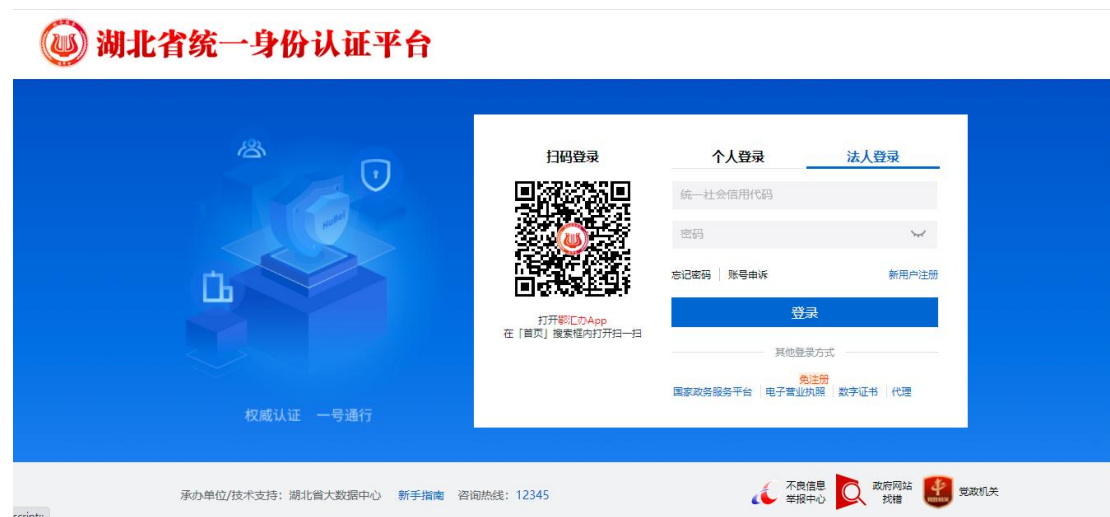 湖北省统一身份认证平台
扫码登录
个人登录
法人登录
统一社会信用代码
密码
忘记密码
账号申诉
新用户注册
登录
打开鄂汇办App
在「首页」搜索框内打开扫一扫
其他登录方式
免注册
国家政务服务平台
电子营业执照
数字证书
代理
HuBei
权威认证 一号通行
承办单位/技术支持：湖北省大数据中心 新手指南 咨询热线：12345
不良信息
举报中心
政府网站
找错
党政机关